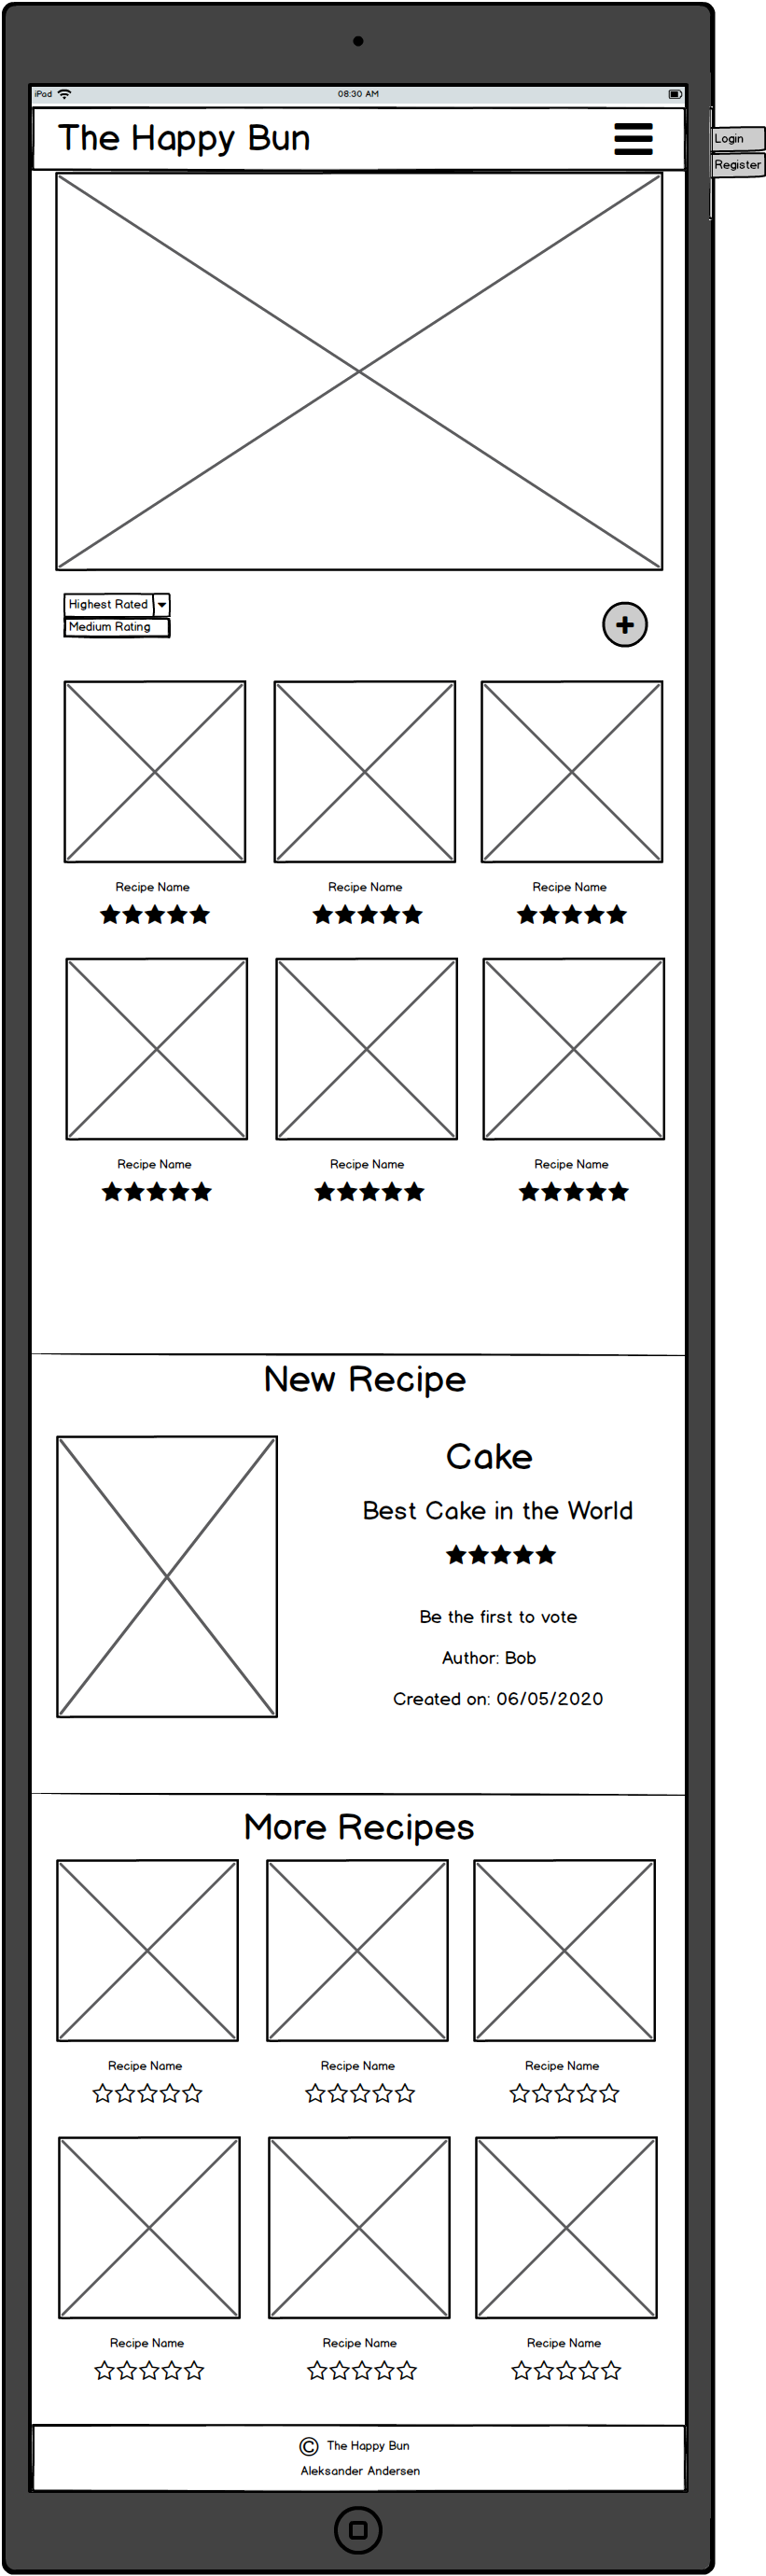 iPad 08:30 AM
The Happy Bun
Login
Register
Highest Rated
Medium Rating
Recipe Name Recipe Name Recipe Name
Recipe Name Recipe Name Recipe Name
New Recipe
Cake
Best Cake in the World
Be the first to vote
Author: Bob
Created on: 06/05/2020
More Recipes
Recipe Name Recipe Name Recipe Name
Recipe Name Recipe Name Recipe Name
© The Happy Bun
Aleksander Andersen